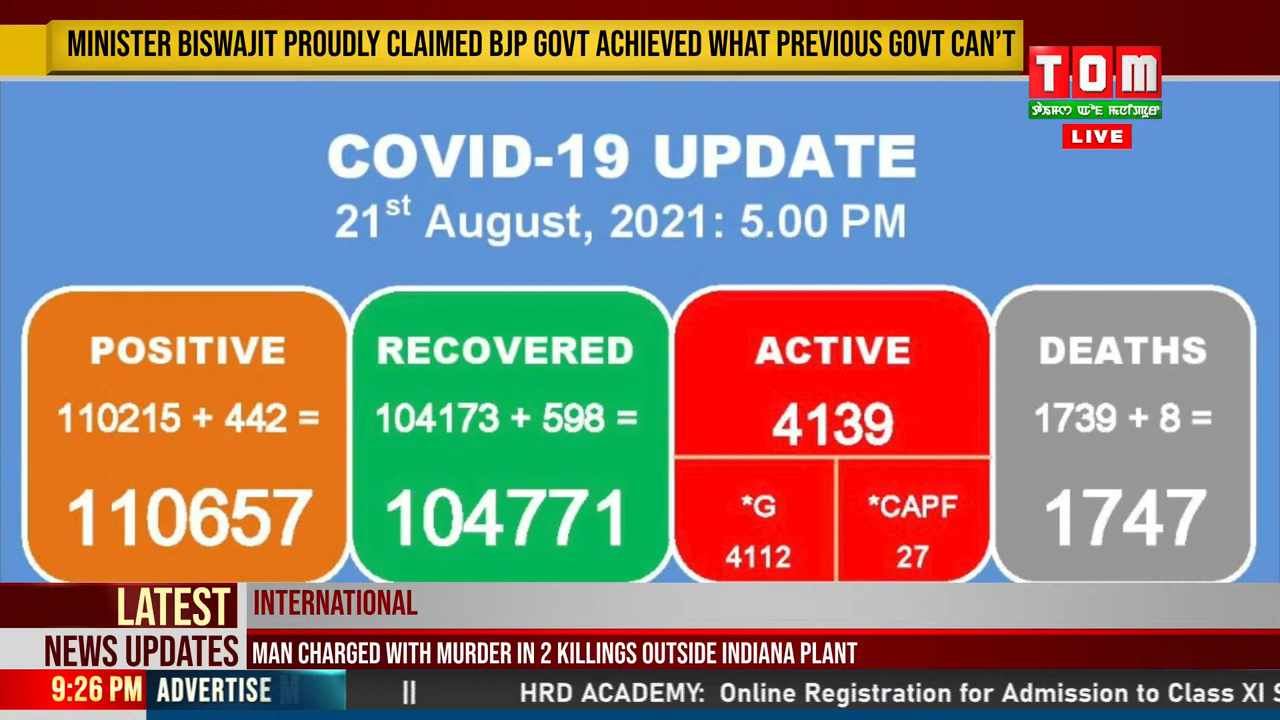 MINISTER BISWAJIT PROUDLY CLAIMED BJP GOVT ACHIEVED WHAT PREVIOUS GOVT CAN'T
TOM
LIVE
COVID-19 UPDATE
21st August, 2021: 5.00 PM
POSITIVE
110215 + 442 =
110657
RECOVERED
104173 + 598 =
104771
ACTIVE
4139
*G
4112
*CAPF
27
DEATHS
1739 + 8 =
1747
LATEST
NEWS UPDATES
INTERNATIONAL
MAN CHARGED WITH MURDER IN 2 KILLINGS OUTSIDE INDIANA PLANT
9:26 PM ADVERTISE || HRD ACADEMY: Online Registration for Admission to Class XI S